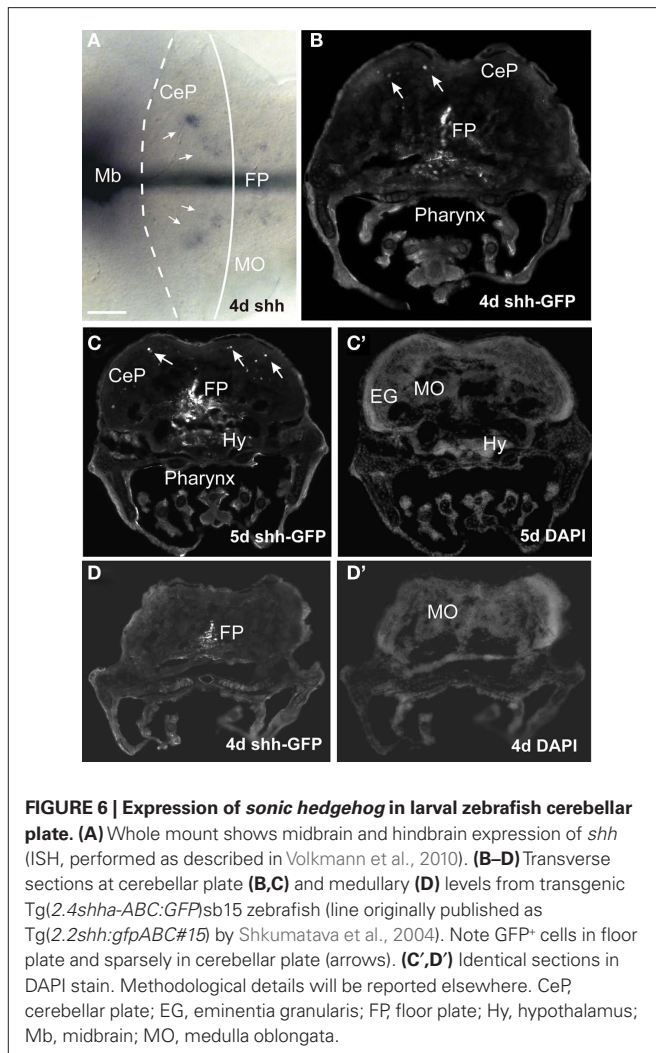 A
CeP
Mb
FP
MO
4d shh
B
CeP
FP
Pharynx
4d shh-GFP
C
CeP
FP
Hy
Pharynx
5d shh-GFP
C'
EG
MO
Hy
5d DAPI
D
FP
4d shh-GFP
D'
MO
4d DAPI
FIGURE 6 | Expression of sonic hedgehog in larval zebrafish cerebellar
plate. (A) Whole mount shows midbrain and hindbrain expression of shh
(ISH, performed as described in Volkmann et al., 2010). (B–D) Transverse
sections at cerebellar plate (B,C) and medullary (D) levels from transgenic
Tg(2.4shha-ABC:GFP)sb15 zebrafish (line originally published as
Tg(2.2shh:gfpABC#15) by Shkumatava et al., 2004). Note GFP⁺ cells in floor
plate and sparsely in cerebellar plate (arrows). (C′,D′) Identical sections in
DAPI stain. Methodological details will be reported elsewhere. CeP,
cerebellar plate; EG, eminentia granularis; FP, floor plate; Hy, hypothalamus;
Mb, midbrain; MO, medulla oblongata.